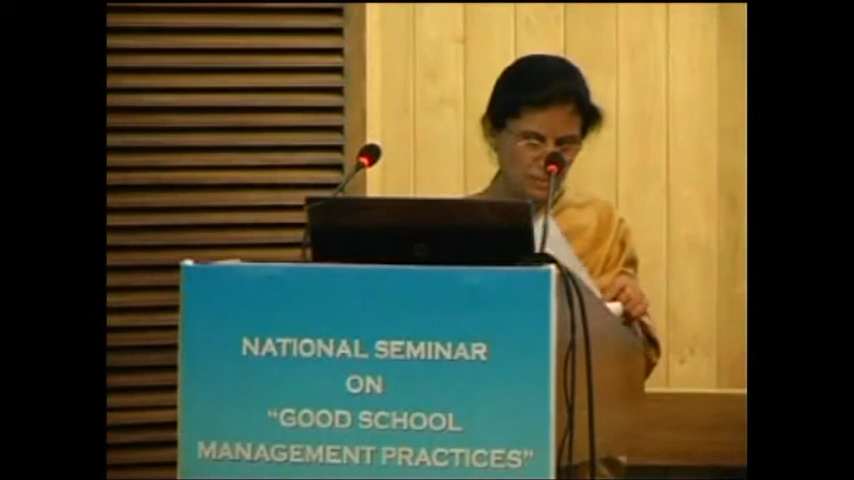 NATIONAL SEMINAR
ON
"GOOD SCHOOL
MANAGEMENT PRACTICES"